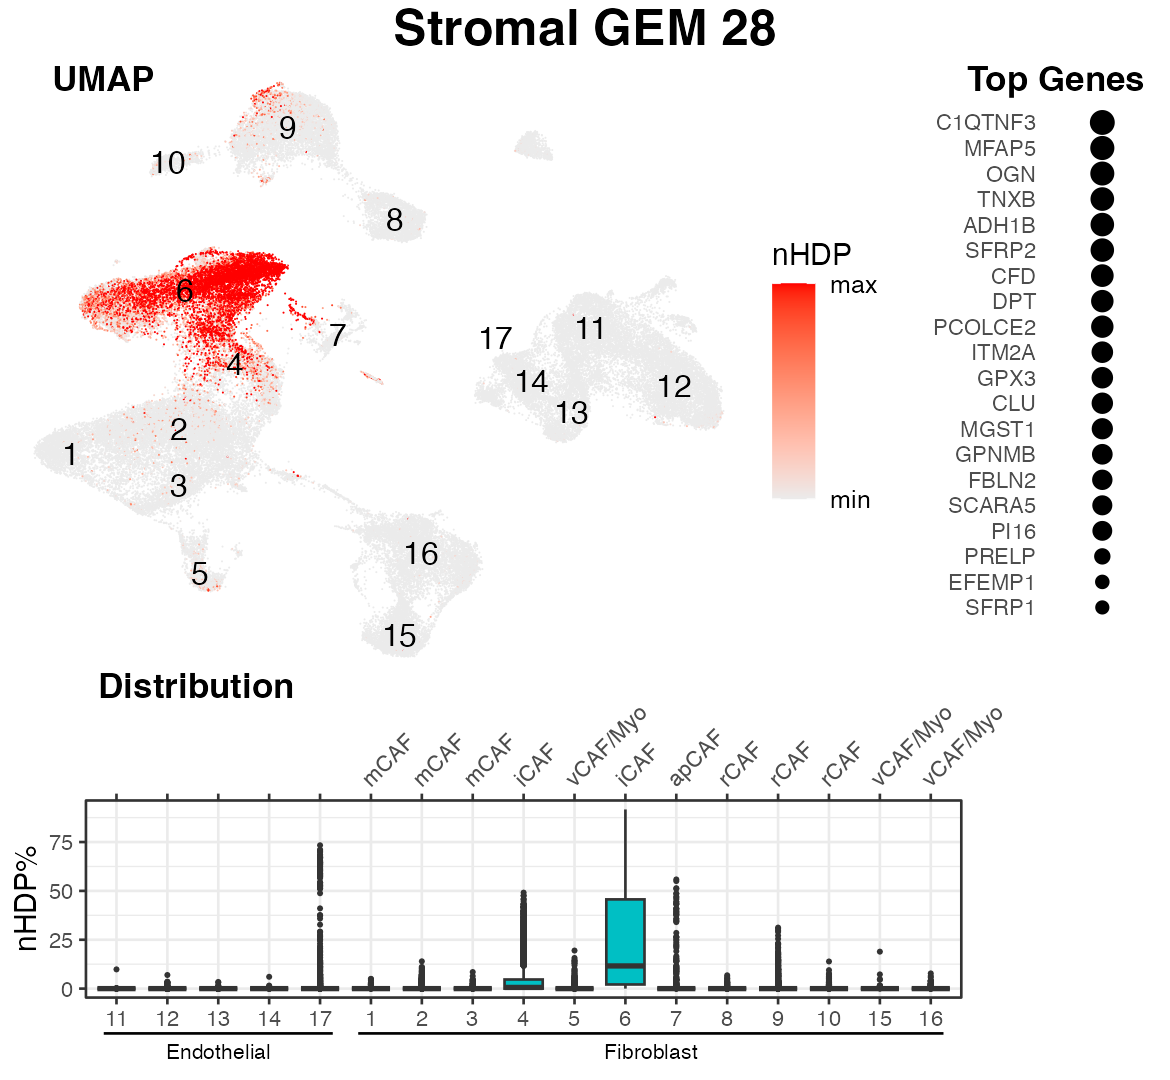 Stromal GEM 28
UMAP
9
10
8
6
7
4
2
1
3
5
16
15
17
11
14
12
13
nHDP
max
min
Top Genes
C1QTNF3
MFAP5
OGN
TNXB
ADH1B
SFRP2
CFD
DPT
PCOLCE2
ITM2A
GPX3
CLU
MGST1
GPNMB
FBLN2
SCARA5
PI16
PRELP
EFEMP1
SFRP1
Distribution
mCAF mCAF mCAF iCAF vCAF/Myo iCAF apCAF rCAF rCAF rCAF vCAF/Myo vCAF/Myo
nHDP%
75
50
25
0
11 12 13 14 17 1 2 3 4 5 6 7 8 9 10 15 16
Endothelial Fibroblast